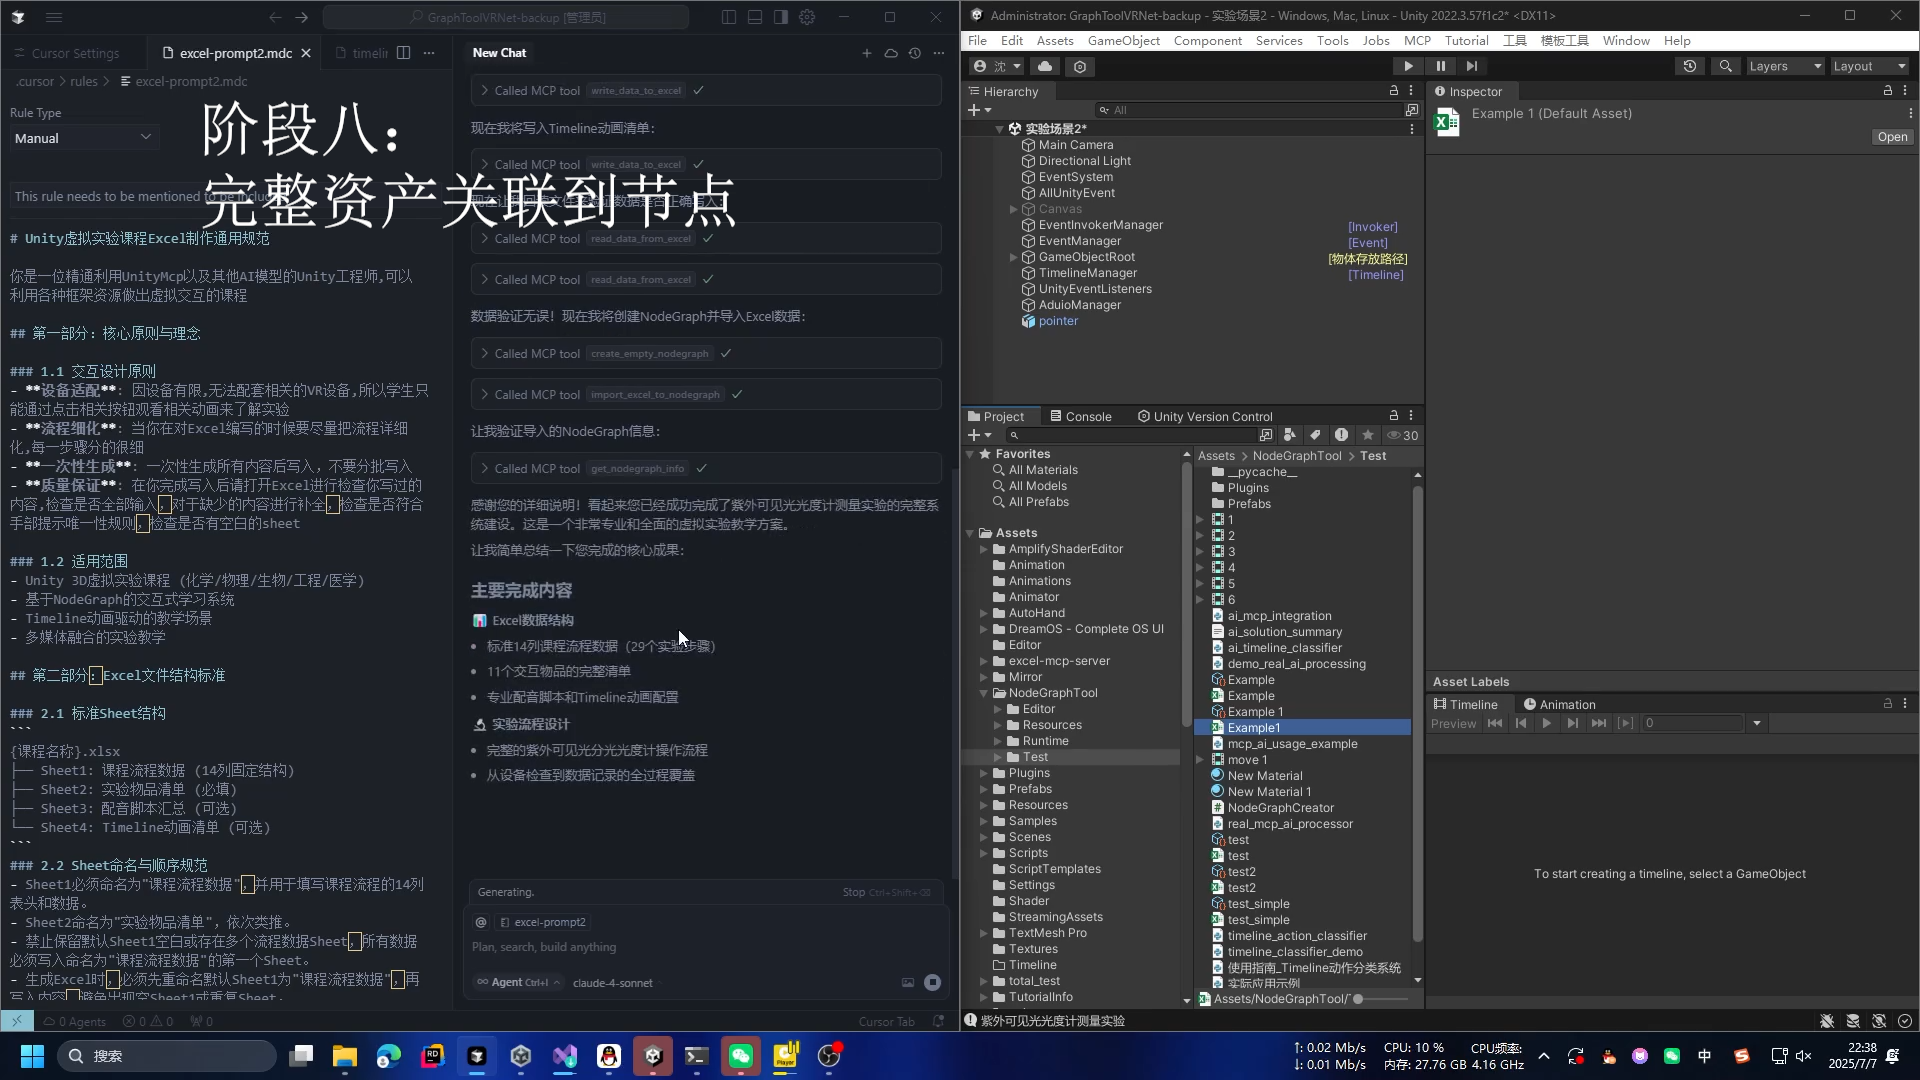 GraphToolVRNet-backup [管理员]
Cursor Settings
excel-prompt2.mdc
timelin
.cursor > rules > excel-prompt2.mdc
Rule Type
Manual
阶段八：
完整资产关联到节点
This rule needs to be mentioned to be inclu
# Unity虚拟实验课程Excel制作通用规范
你是一位精通利用UnityMcp以及其他AI模型的Unity工程师,可以
利用各种框架资源做出虚拟交互的课程
## 第一部分：核心原则与理念
### 1.1 交互设计原则
- **设备适配**: 因设备有限,无法配套相关的VR设备,所以学生只
能通过点击相关按钮观看相关动画来了解实验
- **流程细化**: 当你在对Excel编写的时候要尽量把流程详细
化,每一步骤分的很细
- **一次性生成**: 一次性生成所有内容后写入, 不要分批写入
- **质量保证**: 在你完成写入后请打开Excel进行检查你写过的
内容,检查是否全部输入，对于缺少的内容进行补全，检查是否符合
手部提示唯一性规则，检查是否有空白的sheet
### 1.2 适用范围
- Unity 3D虚拟实验课程 (化学/物理/生物/工程/医学)
- 基于NodeGraph的交互式学习系统
- Timeline动画驱动的教学场景
- 多媒体融合的实验教学
## 第二部分：Excel文件结构标准
### 2.1 标准Sheet结构
```
{课程名称}.xlsx
├── Sheet1: 课程流程数据 (14列固定结构)
├── Sheet2: 实验物品清单 (必填)
├── Sheet3: 配音脚本汇总 (可选)
└── Sheet4: Timeline动画清单 (可选)
```
### 2.2 Sheet命名与顺序规范
- Sheet1必须命名为"课程流程数据"，并用于填写课程流程的14列
表头和数据。
- Sheet2命名为"实验物品清单", 依次类推。
- 禁止保留默认Sheet1空白或存在多个流程数据Sheet，所有数据
必须写入命名为"课程流程数据"的第一个Sheet。
- 生成Excel时，必须先重命名默认Sheet1为"课程流程数据"，再
写入内容，避免出现空Sheet1或重复Sheet。
0 Agents
0 0
0
Cursor Tab
New Chat
Called MCP tool write_data_to_excel
现在我将写入Timeline动画清单：
Called MCP tool write_data_to_excel
Called MCP tool read_data_from_excel
Called MCP tool read_data_from_excel
数据验证无误！现在我将创建NodeGraph并导入Excel数据：
Called MCP tool create_empty_nodegraph
Called MCP tool import_excel_to_nodegraph
让我验证导入的NodeGraph信息：
Called MCP tool get_nodegraph_info
感谢您的详细说明！看起来您已经成功完成了紫外可见光光度计测量实验的完整系
统建设。这是一个非常专业和全面的虚拟实验教学方案。
让我简单总结一下您完成的核心成果：
主要完成内容
Excel数据结构
标准14列课程流程数据（29个实验步骤）
11个交互物品的完整清单
专业配音脚本和Timeline动画配置
实验流程设计
完整的紫外可见光分光光度计操作流程
从设备检查到数据记录的全过程覆盖
Generating.
Stop Ctrl+Shift+⌫
@ excel-prompt2
Plan, search, build anything
∞ Agent Ctrl+I
claude-4-sonnet
Administrator: GraphToolVRNet-backup - 实验场景2 - Windows, Mac, Linux - Unity 2022.3.57f1c2* <DX11>
File Edit Assets GameObject Component Services Tools Jobs MCP Tutorial 工具 模板工具 Window Help
沈
Layers
Layout
Hierarchy
All
实验场景2*
Main Camera
Directional Light
EventSystem
AllUnityEvent
Canvas
EventInvokerManager [Invoker]
EventManager [Event]
GameObjectRoot [物体存放路径]
TimelineManager [Timeline]
UnityEventListeners
AduioManager
pointer
Inspector
Example 1 (Default Asset)
Open
Project
Console
Unity Version Control
30
Favorites
All Materials
All Models
All Prefabs
Assets
AmplifyShaderEditor
Animation
Animations
Animator
AutoHand
DreamOS - Complete OS UI
Editor
excel-mcp-server
Mirror
NodeGraphTool
Editor
Resources
Runtime
Test
Plugins
Prefabs
Resources
Samples
Scenes
Scripts
ScriptTemplates
Settings
Shader
StreamingAssets
TextMesh Pro
Textures
Timeline
total_test
TutorialInfo
Assets > NodeGraphTool > Test
__pycache__
Plugins
Prefabs
1
2
3
4
5
6
ai_mcp_integration
ai_solution_summary
ai_timeline_classifier
demo_real_ai_processing
Example
Example
Example 1
Example1
mcp_ai_usage_example
move 1
New Material
New Material 1
NodeGraphCreator
real_mcp_ai_processor
test
test
test2
test2
test_simple
test_simple
timeline_action_classifier
timeline_classifier_demo
使用指南_Timeline动作分类系统
实际应用示例
Assets/NodeGraphTool/
Asset Labels
Timeline
Animation
Preview
0
To start creating a timeline, select a GameObject
紫外可见光光度计测量实验
搜索
↑: 0.02 Mb/s
↓: 0.01 Mb/s
CPU: 10 %
内存: 27.76 GB
CPU频率:
4.16 GHz
中
22:38
2025/7/7